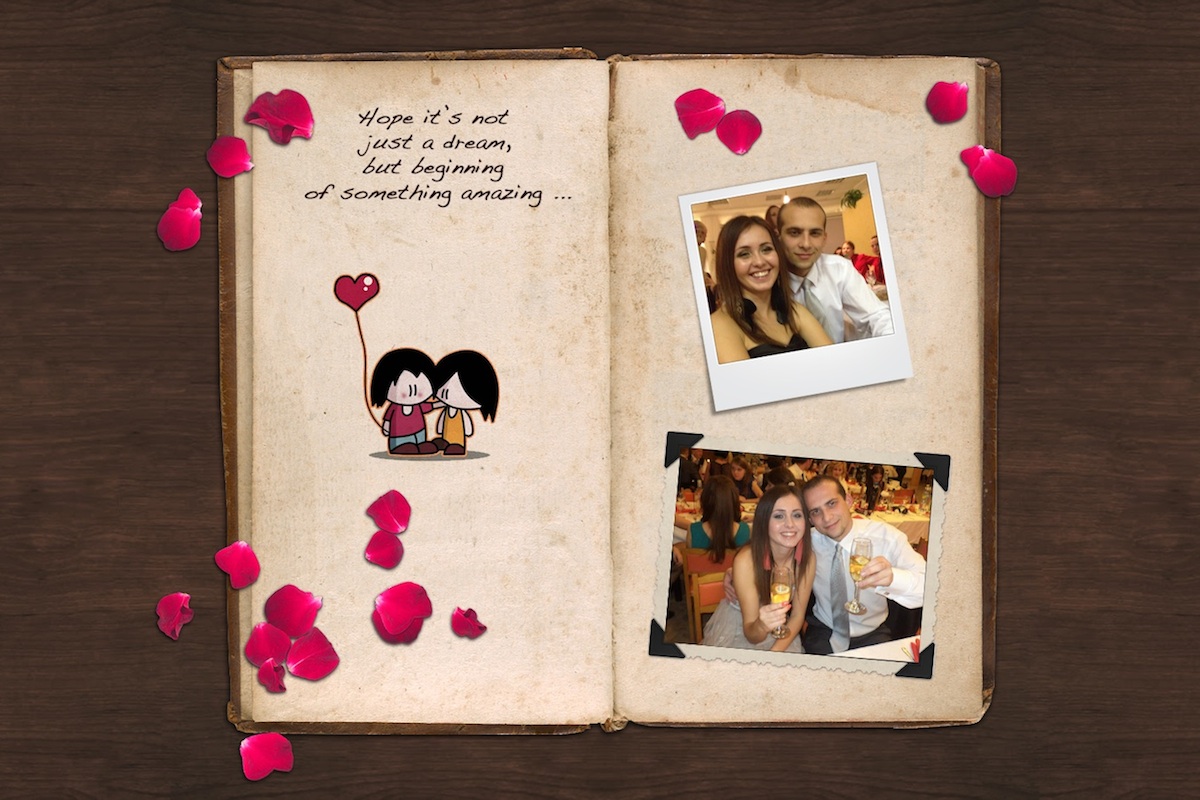 Hope it's not
just a dream,
but beginning
of something amazing ...